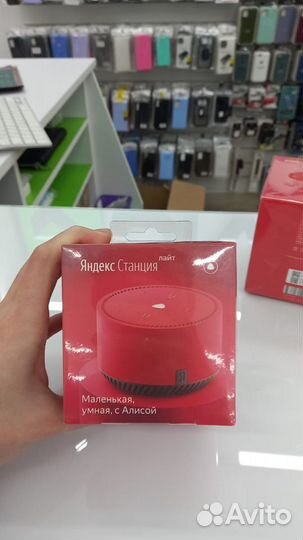 лайт
Яндекс Станция
Маленькая,
умная, с Алисой
Avito